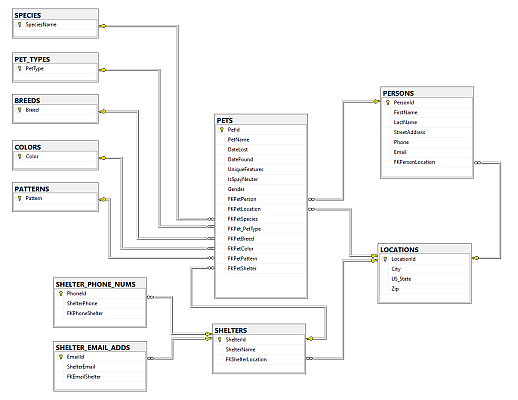 SPECIES
SpeciesName
PET_TYPES
PetType
BREEDS
Breed
COLORS
Color
PATTERNS
Pattern
PETS
PetId
PetName
DateLost
DateFound
UniqueFeatures
IsSpayNeuter
Gender
FKPetPerson
FKPetLocation
FKPetSpecies
FKPet_PetType
FKPetBreed
FKPetColor
FKPetPattern
FKPetShelter
PERSONS
PersonId
FirstName
LastName
StreetAddress
Phone
Email
FKPersonLocation
LOCATIONS
LocationId
City
US_State
Zip
SHELTER_PHONE_NUMS
PhoneId
ShelterPhone
FKPhoneShelter
SHELTER_EMAIL_ADDS
EmailId
ShelterEmail
FKEmailShelter
SHELTERS
ShelterId
ShelterName
FKShelterLocation